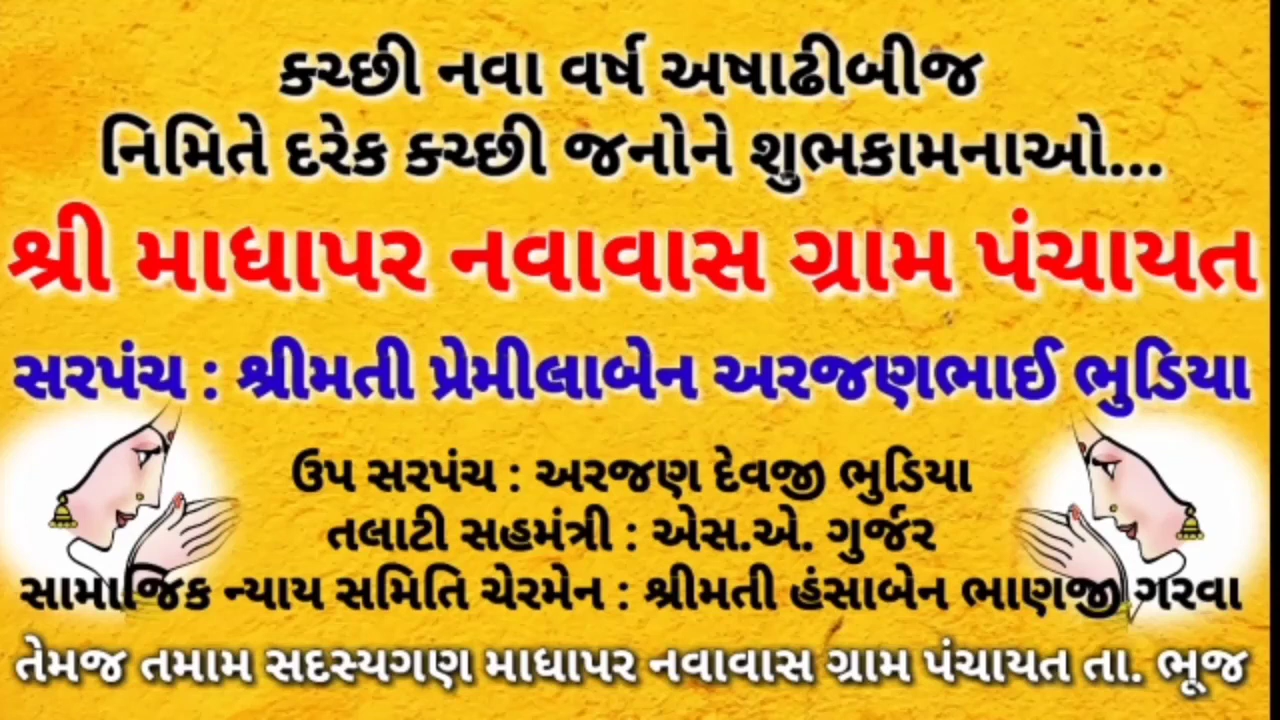 કચ્છી નવા વર્ષ અષાઢીબીજ
નિમિતે દરેક કચ્છી જનોને શુભકામનાઓ...
શ્રી માધાપર નવાવાસ ગ્રામ પંચાયત
સરપંચ : શ્રીમતી પ્રેમીલાબેન અરજણભાઈ ભુડિયા
ઉપ સરપંચ : અરજણ દેવજી ભુડિયા
તલાટી સહમંત્રી : એસ.એ. ગુર્જર
સામાજિક ન્યાય સમિતિ ચેરમેન : શ્રીમતી હંસાબેન ભાણજી ગરવા
તેમજ તમામ સદસ્યગણ માધાપર નવાવાસ ગ્રામ પંચાયત તા. ભૂજ